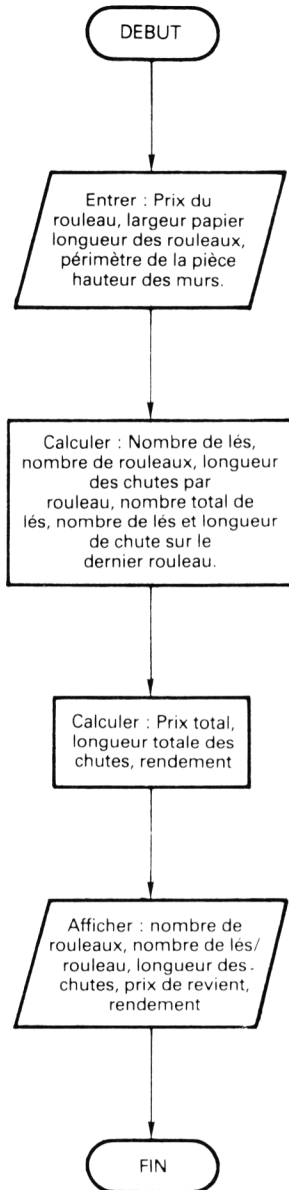 DEBUT
Entrer : Prix du
rouleau, largeur papier
longueur des rouleaux,
périmètre de la pièce
hauteur des murs.
Calculer : Nombre de lés,
nombre de rouleaux, longueur
des chutes par
rouleau, nombre total de
lés, nombre de lés et longueur
de chute sur le
dernier rouleau.
Calculer : Prix total,
longueur totale des
chutes, rendement
Afficher : nombre de
rouleaux, nombre de lés/
rouleau, longueur des
chutes, prix de revient,
rendement
FIN